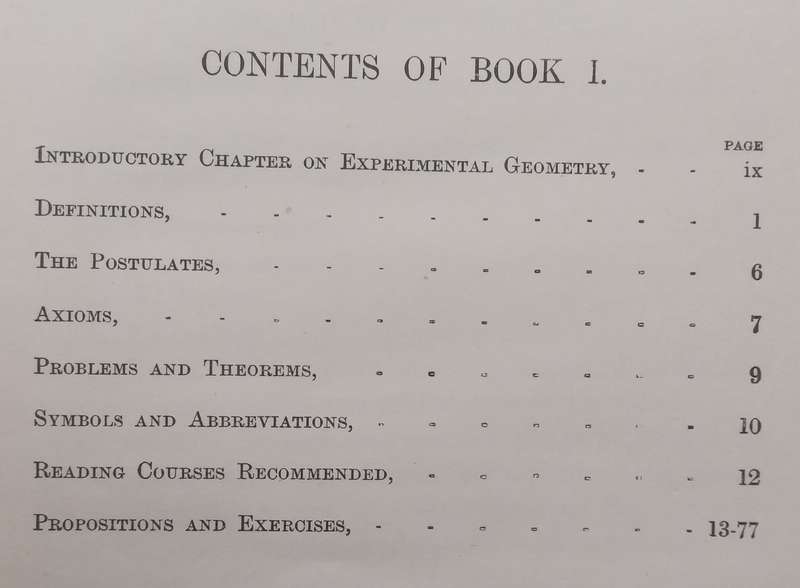 CONTENTS OF BOOK I.
PAGE
INTRODUCTORY CHAPTER ON EXPERIMENTAL GEOMETRY, - - ix
DEFINITIONS, - - - - - - - - - - 1
THE POSTULATES, - - - - - - - - - 6
AXIOMS, - - - - - - - - - - - 7
PROBLEMS AND THEOREMS, - - - - - - - 9
SYMBOLS AND ABBREVIATIONS, - - - - - - - 10
READING COURSES RECOMMENDED, - - - - - - 12
PROPOSITIONS AND EXERCISES, - - - - - - - 13-77